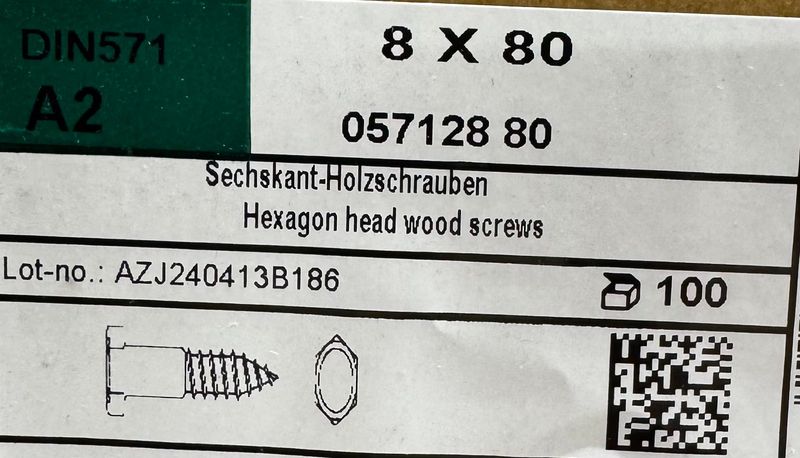 DIN571
8 X 80
A2
057128 80
Sechskant-Holzschrauben
Hexagon head wood screws
Lot-no.: AZJ240413B186
100